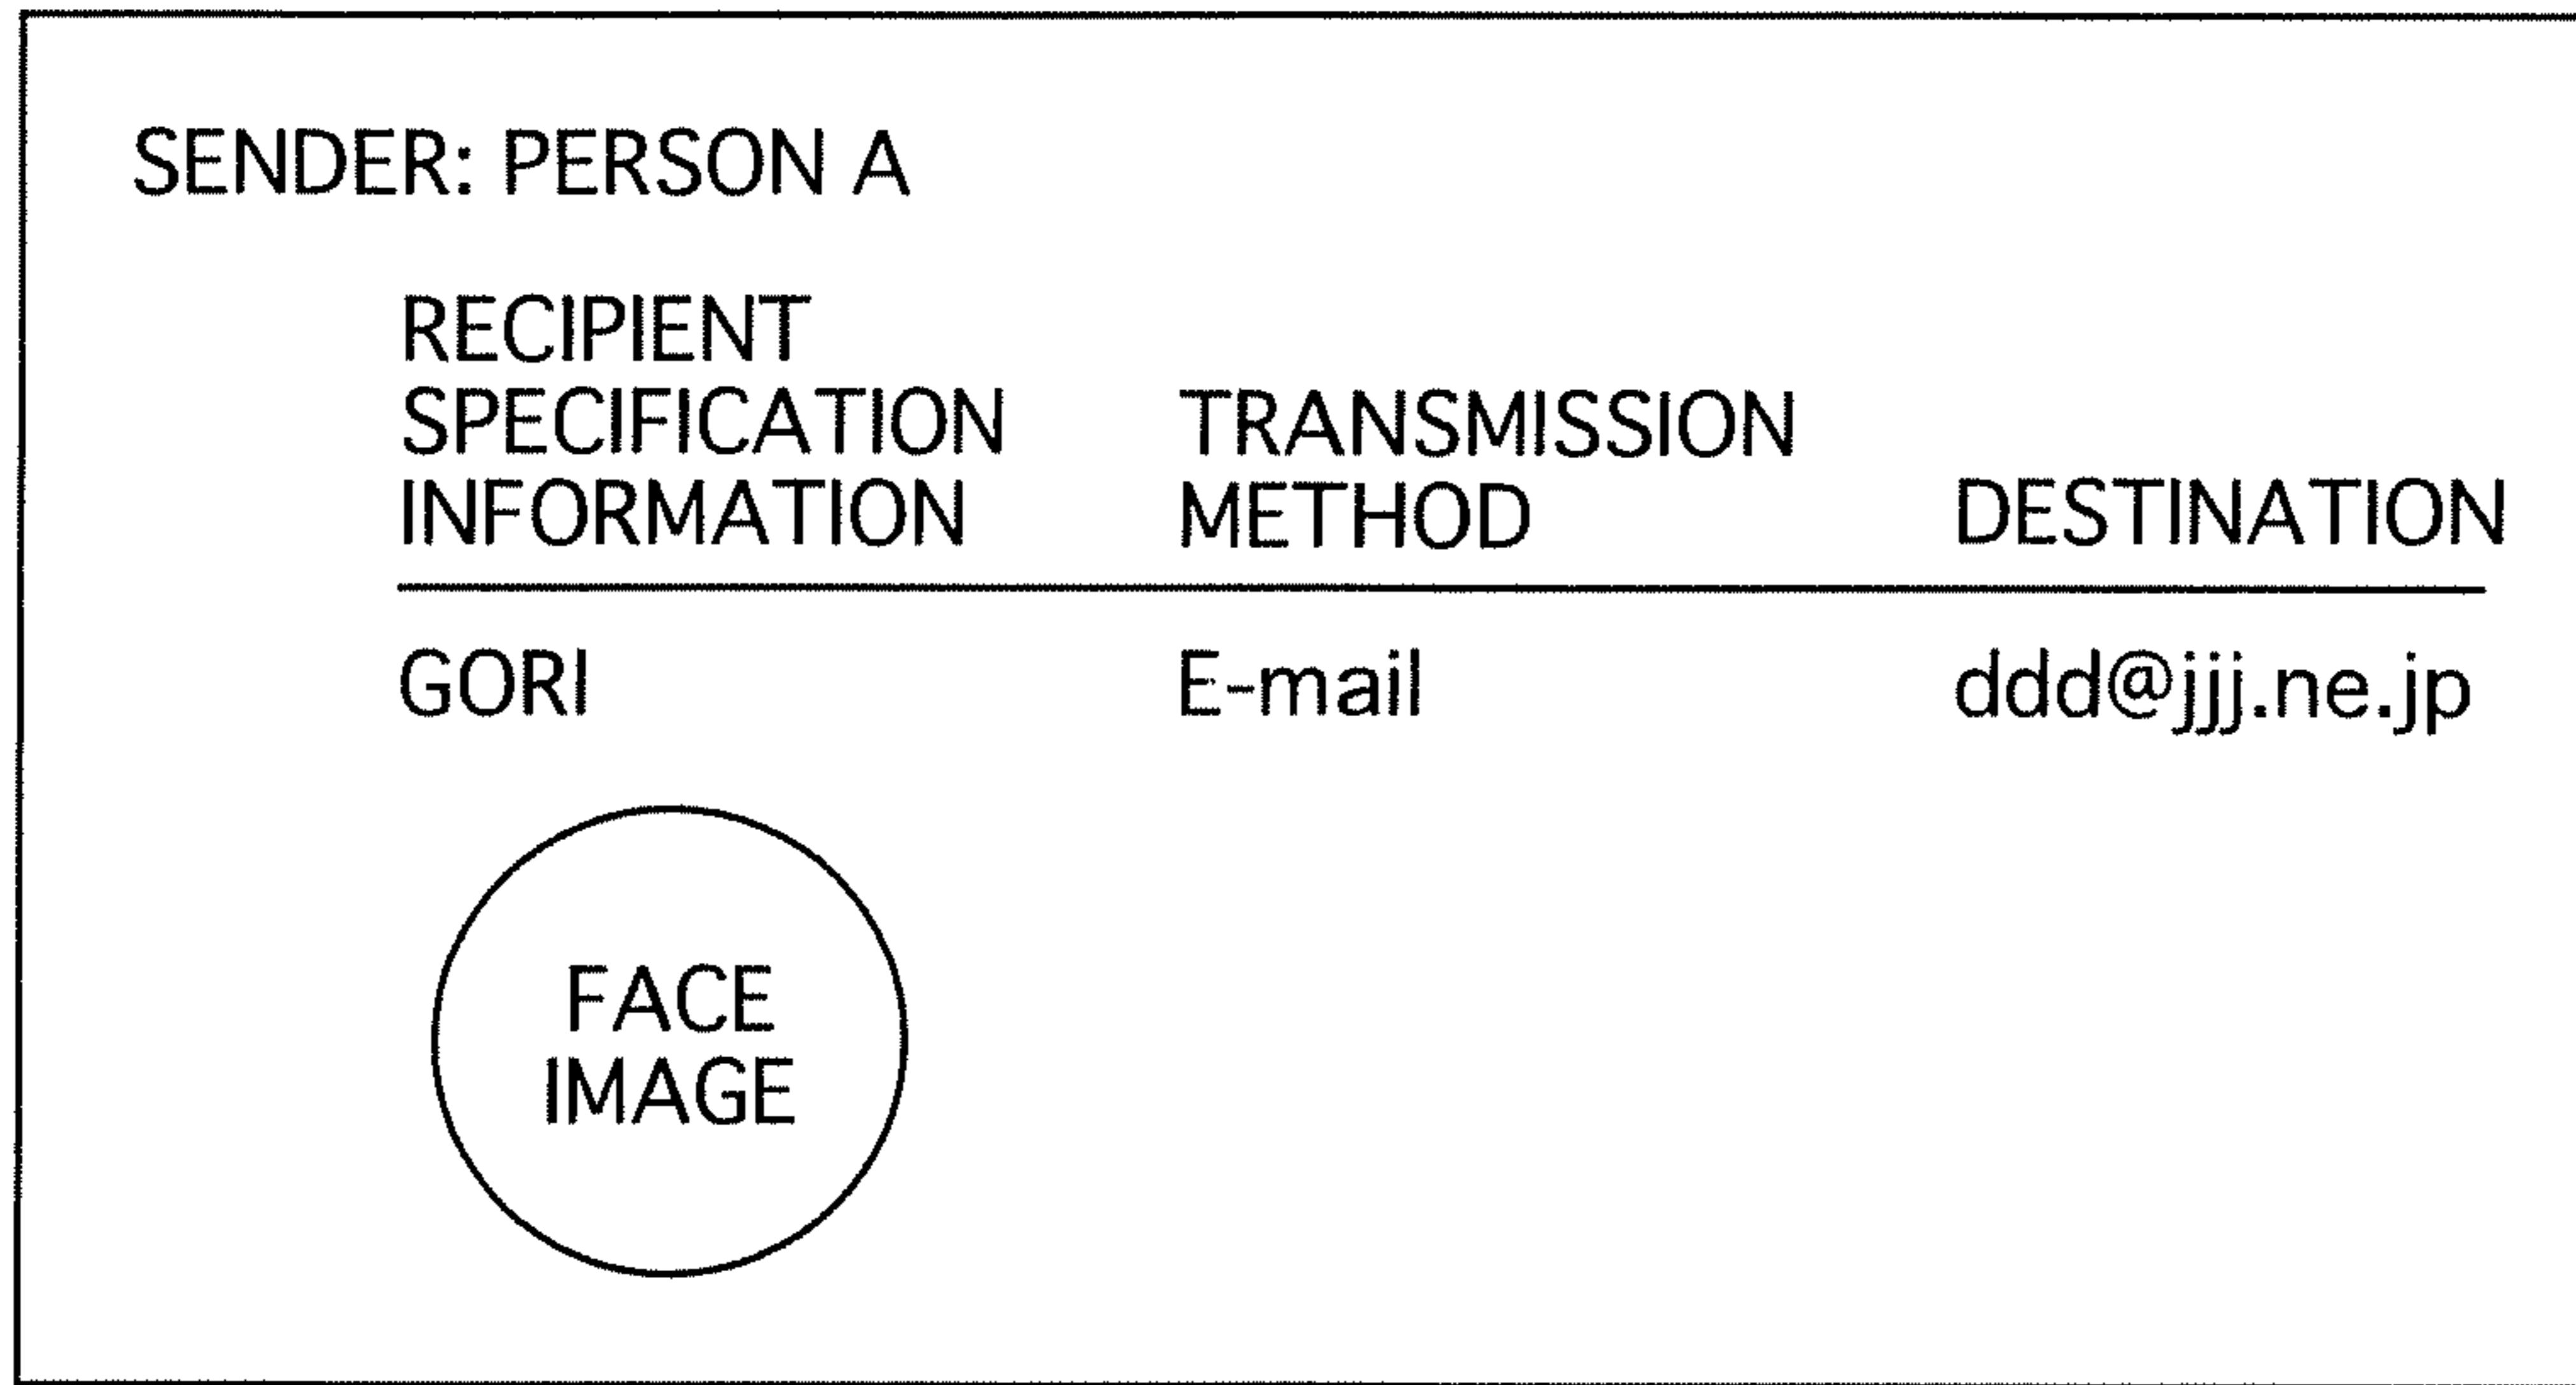 SENDER: PERSON A
RECIPIENT
SPECIFICATION
INFORMATION
TRANSMISSION
METHOD
DESTINATION
GORI E-mail ddd@jjj.ne.jp
FACE
IMAGE